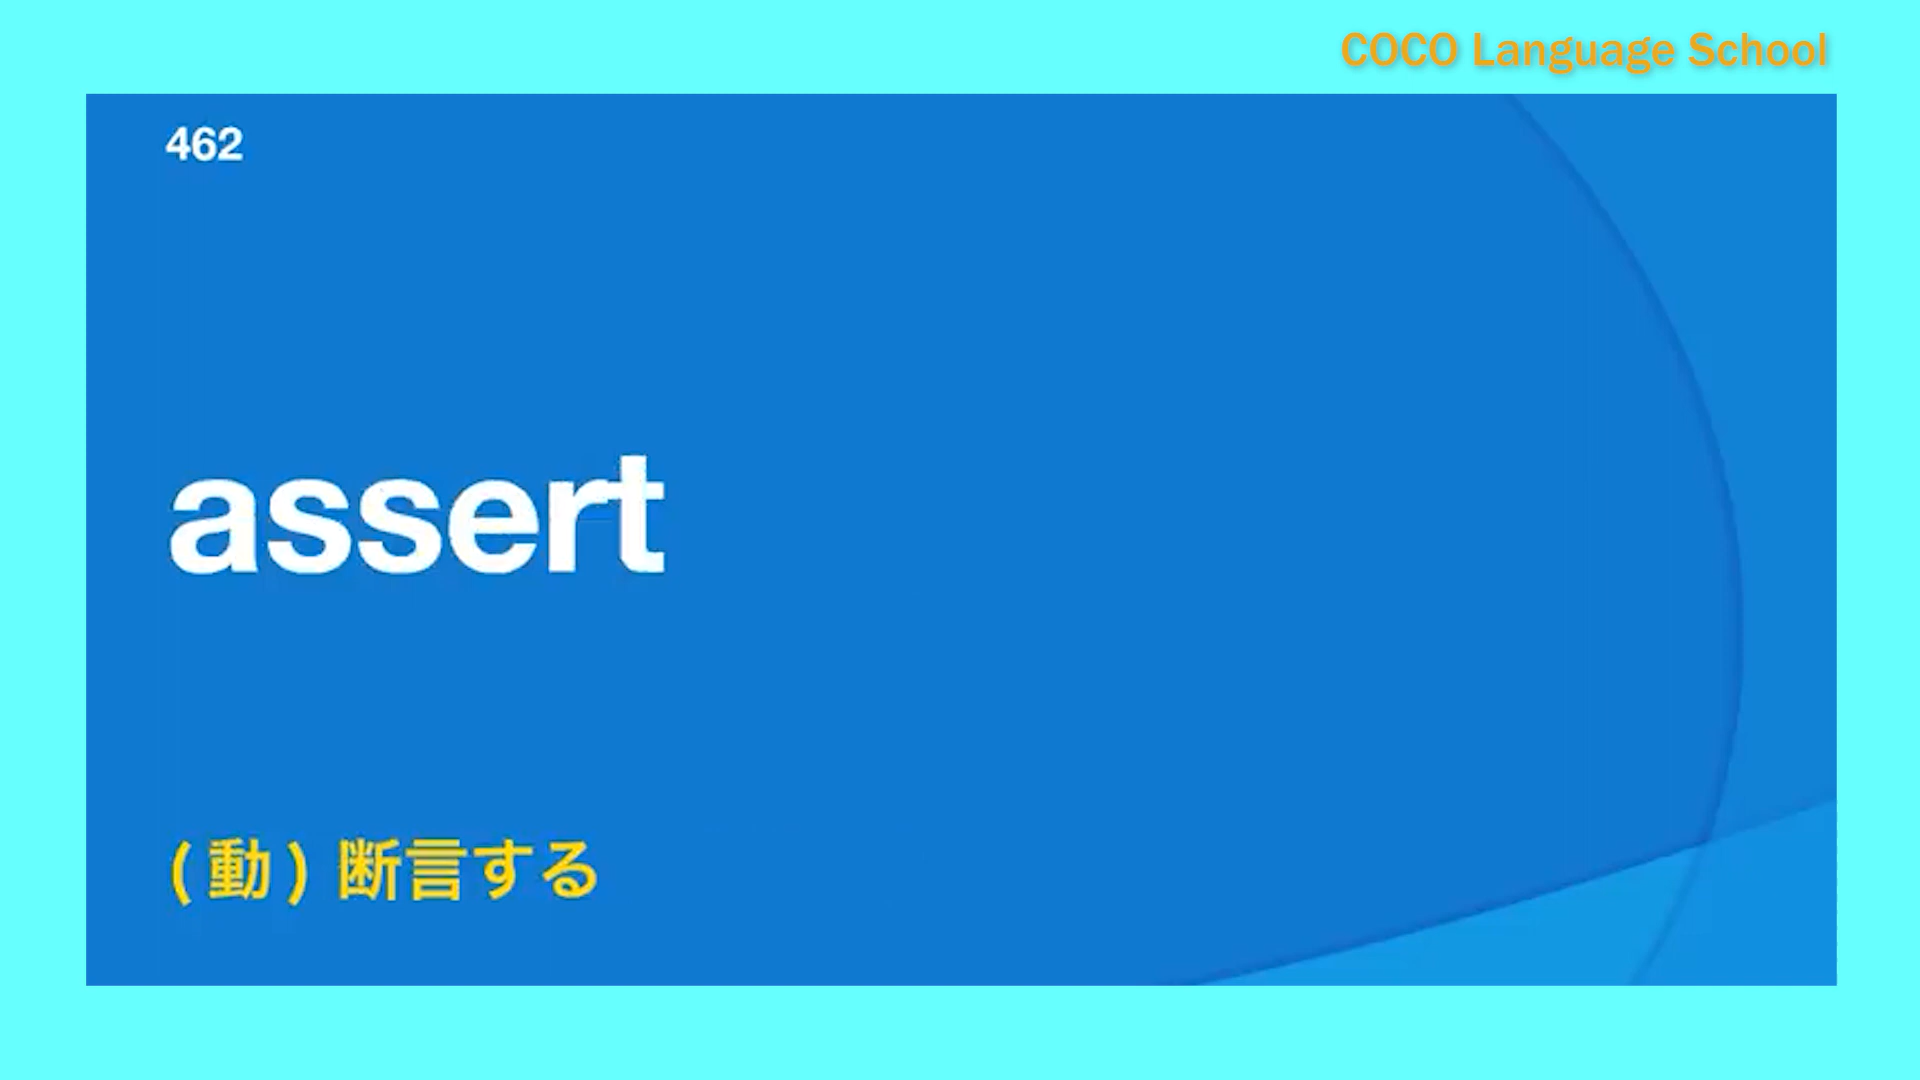 COCO Language School
462
assert
(動) 断言する